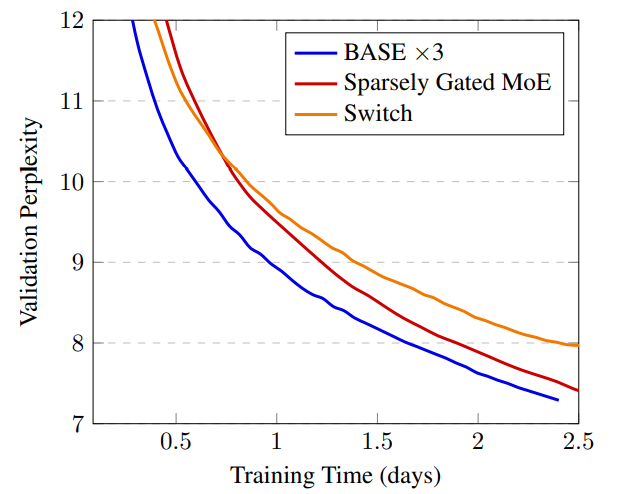 12
11
10
9
8
7
Validation Perplexity
BASE ×3
Sparsely Gated MoE
Switch
0.5 1 1.5 2 2.5
Training Time (days)